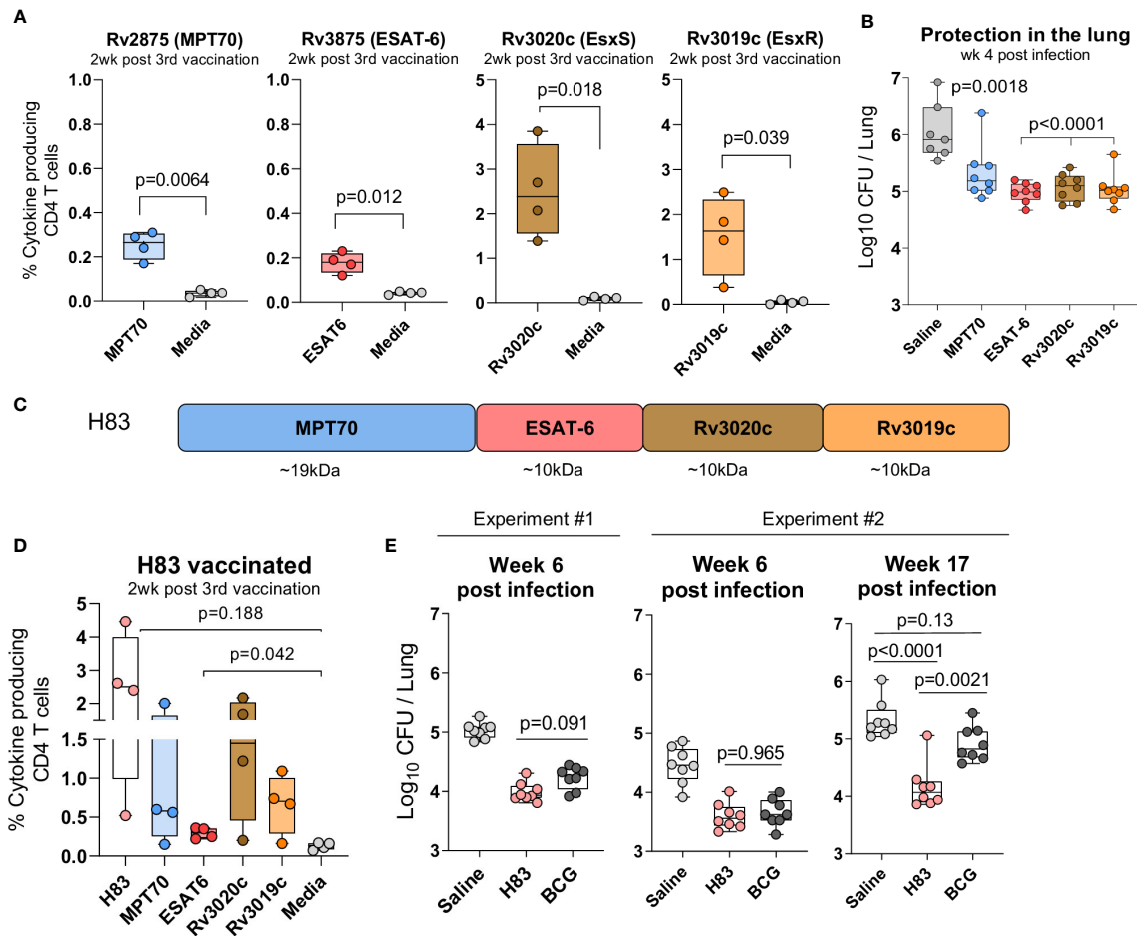 A
Rv2875 (MPT70)
2wk post 3rd vaccination
% Cytokine producing
CD4 T cells
1.0
0.8
0.6
0.4
0.2
0.0
p=0.0064
MPT70
Media
Rv3875 (ESAT-6)
2wk post 3rd vaccination
1.0
0.8
0.6
0.4
0.2
0.0
p=0.012
ESAT6
Media
Rv3020c (EsxS)
2wk post 3rd vaccination
5
4
3
2
1
0
p=0.018
Rv3020c
Media
Rv3019c (EsxR)
2wk post 3rd vaccination
5
4
3
2
1
0
p=0.039
Rv3019c
Media
B
Protection in the lung
wk 4 post infection
Log10 CFU / Lung
7
6
5
4
3
p=0.0018
p<0.0001
Saline
MPT70
ESAT-6
Rv3020c
Rv3019c
C
H83
MPT70
ESAT-6
Rv3020c
Rv3019c
~19kDa
~10kDa
~10kDa
~10kDa
D
H83 vaccinated
2wk post 3rd vaccination
% Cytokine producing
CD4 T cells
5
4
3
2
1.5
1.0
0.5
0.0
p=0.188
p=0.042
H83
MPT70
ESAT6
Rv3020c
Rv3019c
Media
E
Experiment #1
Week 6
post infection
Log10 CFU / Lung
7
6
5
4
3
p=0.091
Saline
H83
BCG
Experiment #2
Week 6
post infection
7
6
5
4
3
p=0.965
Saline
H83
BCG
Week 17
post infection
7
6
5
4
3
p=0.13
p<0.0001
p=0.0021
Saline
H83
BCG